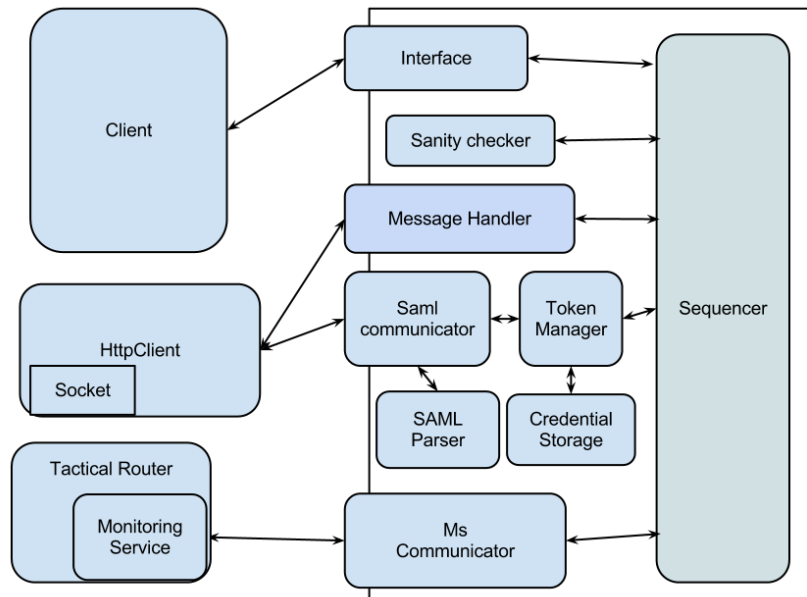 Interface
Client
Sanity checker
Message Handler
Saml
communicator
Token
Manager
Sequencer
HttpClient
Socket
SAML
Parser
Credential
Storage
Tactical Router
Monitoring
Service
Ms
Communicator